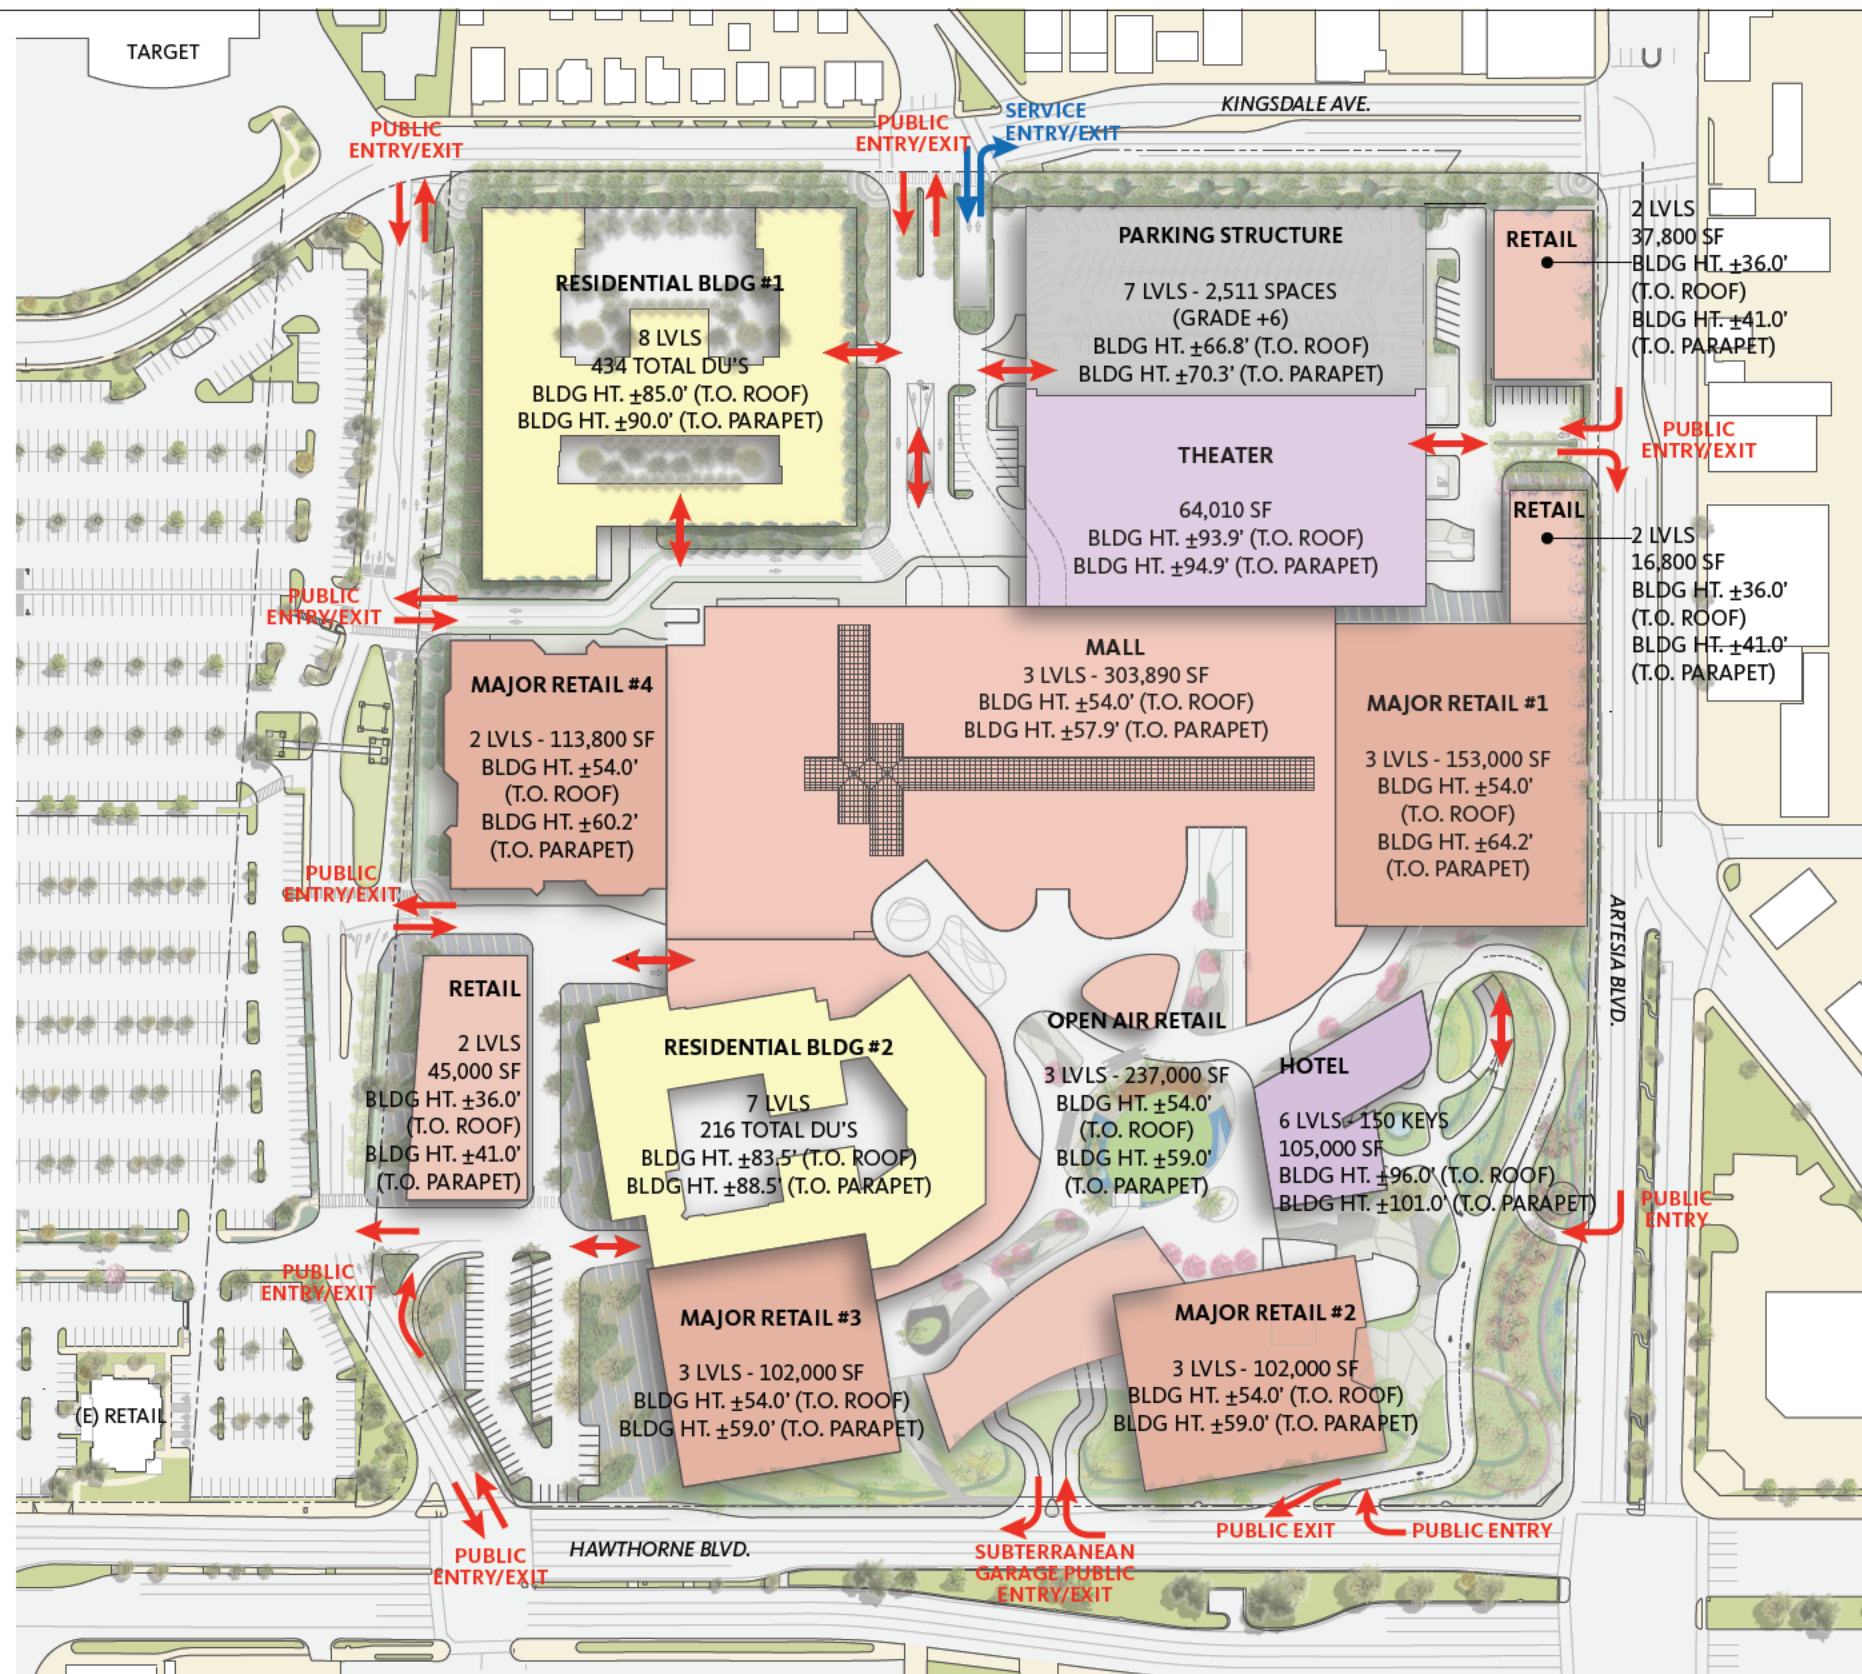 TARGET
KINGSDALE AVE.
PUBLIC
ENTRY/EXIT
PUBLIC
ENTRY/EXIT
SERVICE
ENTRY/EXIT
RESIDENTIAL BLDG #1
8 LVLS
434 TOTAL DU'S
BLDG HT. ±85.0' (T.O. ROOF)
BLDG HT. ±90.0' (T.O. PARAPET)
PARKING STRUCTURE
7 LVLS - 2,511 SPACES
(GRADE +6)
BLDG HT. ±66.8' (T.O. ROOF)
BLDG HT. ±70.3' (T.O. PARAPET)
RETAIL
2 LVLS
37,800 SF
BLDG HT. ±36.0'
(T.O. ROOF)
BLDG HT. ±41.0'
(T.O. PARAPET)
THEATER
64,010 SF
BLDG HT. ±93.9' (T.O. ROOF)
BLDG HT. ±94.9' (T.O. PARAPET)
PUBLIC
ENTRY/EXIT
RETAIL
2 LVLS
16,800 SF
BLDG HT. ±36.0'
(T.O. ROOF)
BLDG HT. ±41.0'
(T.O. PARAPET)
PUBLIC
ENTRY/EXIT
MAJOR RETAIL #4
2 LVLS - 113,800 SF
BLDG HT. ±54.0'
(T.O. ROOF)
BLDG HT. ±60.2'
(T.O. PARAPET)
MALL
3 LVLS - 303,890 SF
BLDG HT. ±54.0' (T.O. ROOF)
BLDG HT. ±57.9' (T.O. PARAPET)
MAJOR RETAIL #1
3 LVLS - 153,000 SF
BLDG HT. ±54.0'
(T.O. ROOF)
BLDG HT. ±64.2'
(T.O. PARAPET)
PUBLIC
ENTRY/EXIT
ARTESIA BLVD.
RETAIL
2 LVLS
45,000 SF
BLDG HT. ±36.0'
(T.O. ROOF)
BLDG HT. ±41.0'
(T.O. PARAPET)
RESIDENTIAL BLDG #2
7 LVLS
216 TOTAL DU'S
BLDG HT. ±83.5' (T.O. ROOF)
BLDG HT. ±88.5' (T.O. PARAPET)
OPEN AIR RETAIL
3 LVLS - 237,000 SF
BLDG HT. ±54.0'
(T.O. ROOF)
BLDG HT. ±59.0'
(T.O. PARAPET)
HOTEL
6 LVLS - 150 KEYS
105,000 SF
BLDG HT. ±96.0' (T.O. ROOF)
BLDG HT. ±101.0' (T.O. PARAPET)
PUBLIC
ENTRY
PUBLIC
ENTRY/EXIT
MAJOR RETAIL #3
3 LVLS - 102,000 SF
BLDG HT. ±54.0' (T.O. ROOF)
BLDG HT. ±59.0' (T.O. PARAPET)
MAJOR RETAIL #2
3 LVLS - 102,000 SF
BLDG HT. ±54.0' (T.O. ROOF)
BLDG HT. ±59.0' (T.O. PARAPET)
(E) RETAIL
PUBLIC EXIT
PUBLIC ENTRY
HAWTHORNE BLVD.
PUBLIC
ENTRY/EXIT
SUBTERRANEAN
GARAGE PUBLIC
ENTRY/EXIT